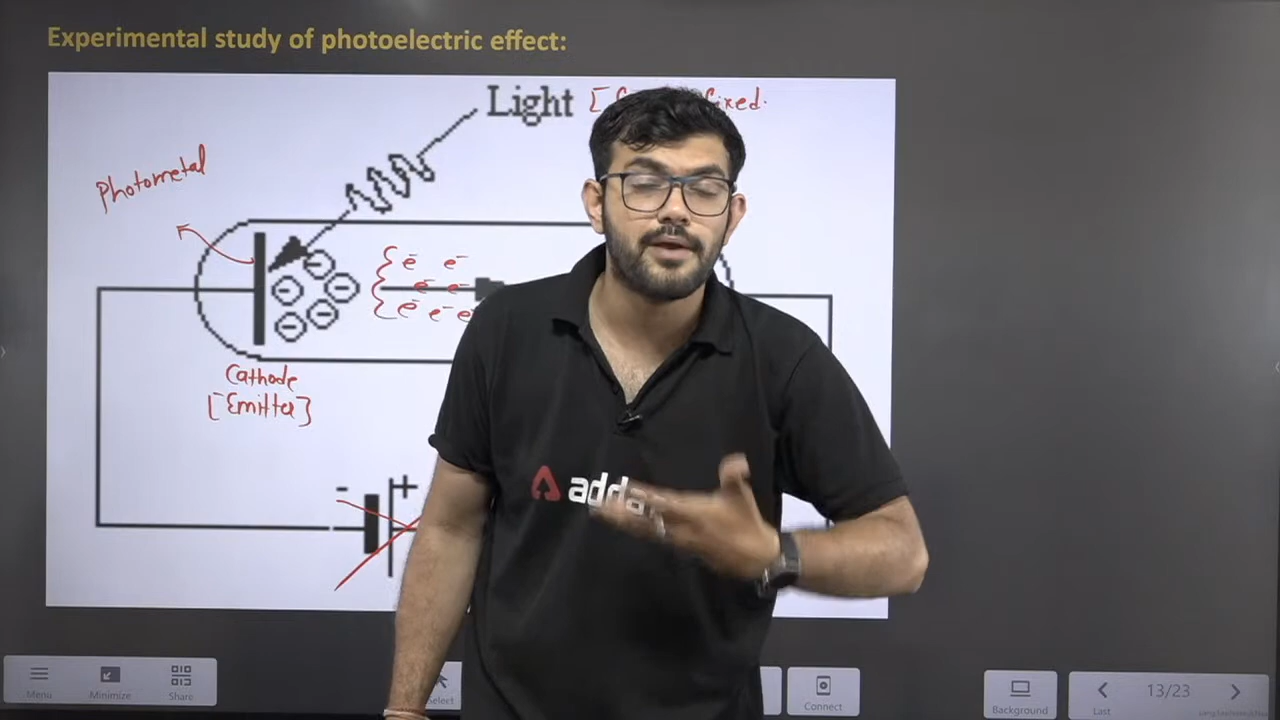 Experimental study of photoelectric effect:
Light [ fixed.
Photometal
e⁻ e⁻
e⁻ e⁻
e⁻ e⁻ e
Cathode
[Emitter]
- +
adda
Menu
Minimize
Share
Select
Connect
Background
Last
13/23